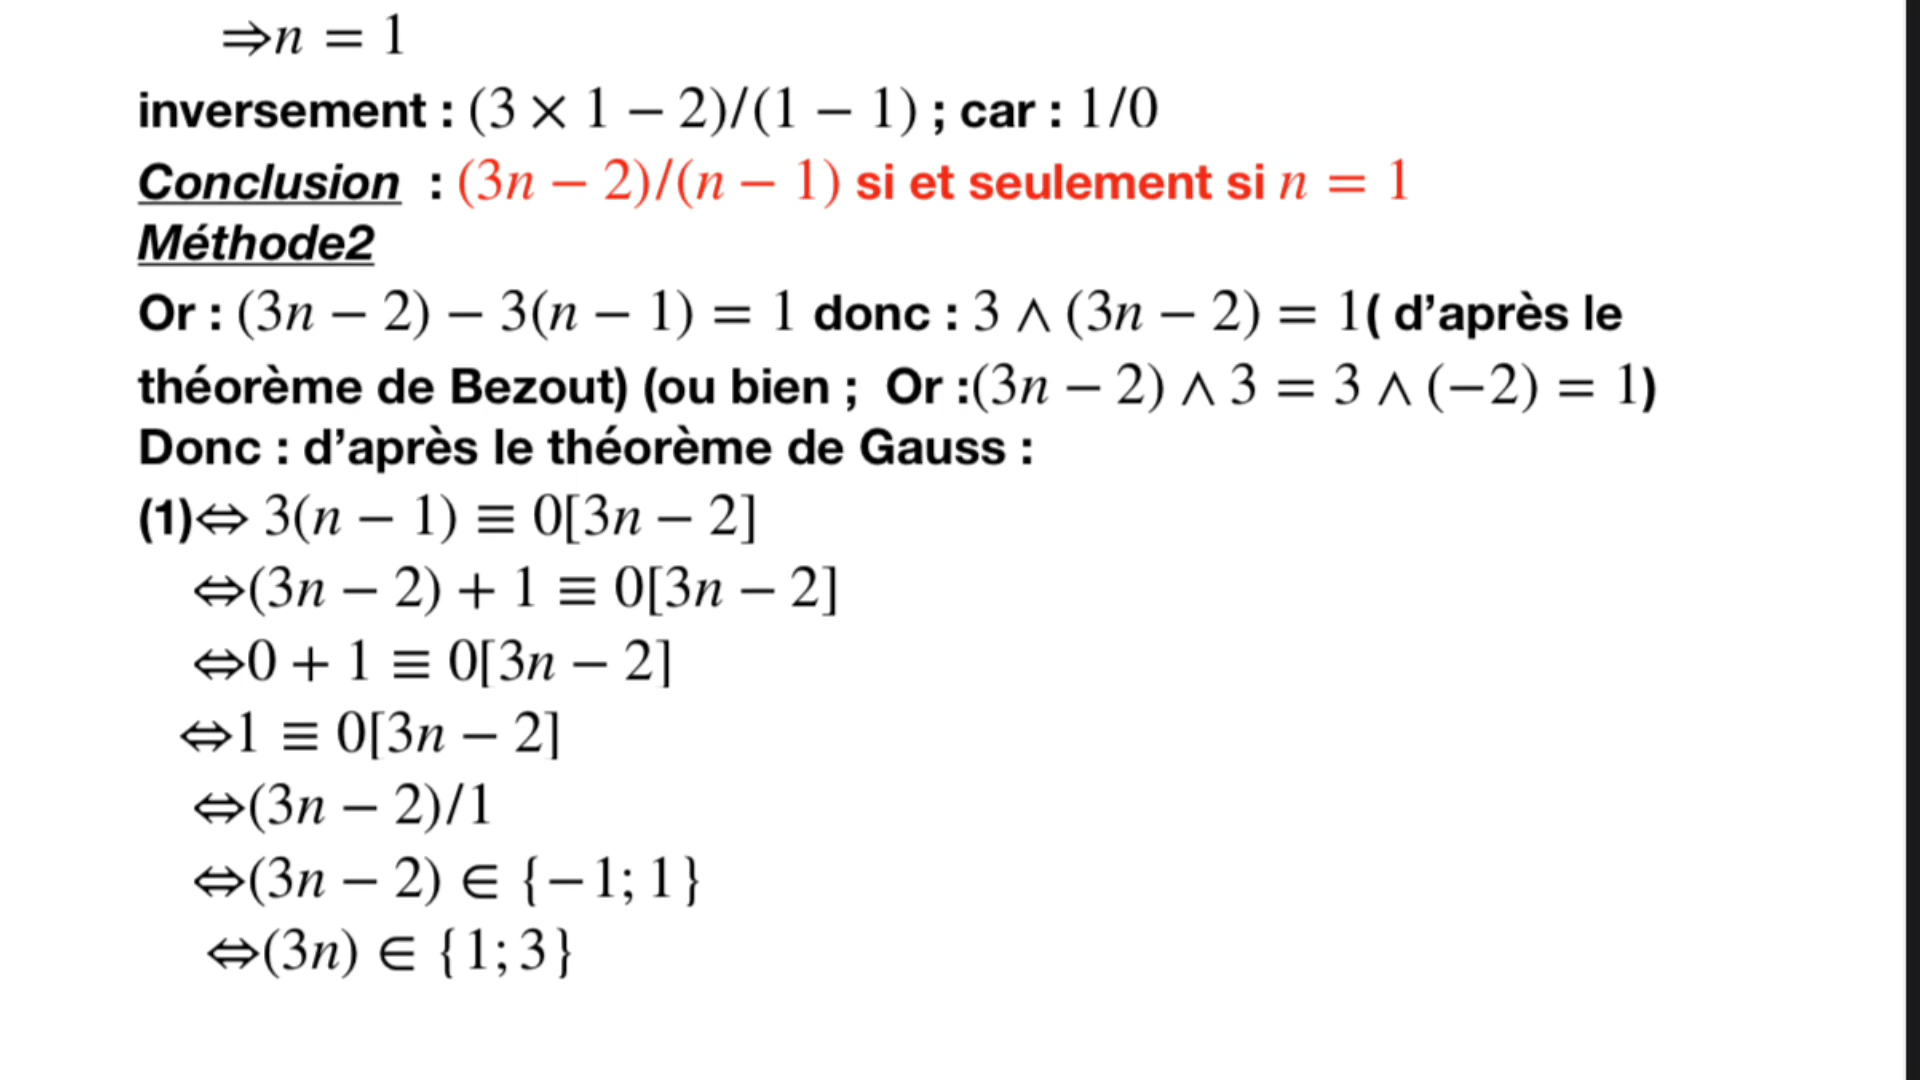 ⇒n = 1
inversement : (3 × 1 − 2)/(1 − 1) ; car : 1/0
Conclusion : (3n − 2)/(n − 1) si et seulement si n = 1
Méthode2
Or : (3n − 2) − 3(n − 1) = 1 donc : 3 ∧ (3n − 2) = 1( d’après le
théorème de Bezout) (ou bien ; Or :(3n − 2) ∧ 3 = 3 ∧ (−2) = 1)
Donc : d’après le théorème de Gauss :
(1)⇔ 3(n − 1) ≡ 0[3n − 2]
⇔(3n − 2) + 1 ≡ 0[3n − 2]
⇔0 + 1 ≡ 0[3n − 2]
⇔1 ≡ 0[3n − 2]
⇔(3n − 2)/1
⇔(3n − 2) ∈ {−1; 1}
⇔(3n) ∈ {1; 3}